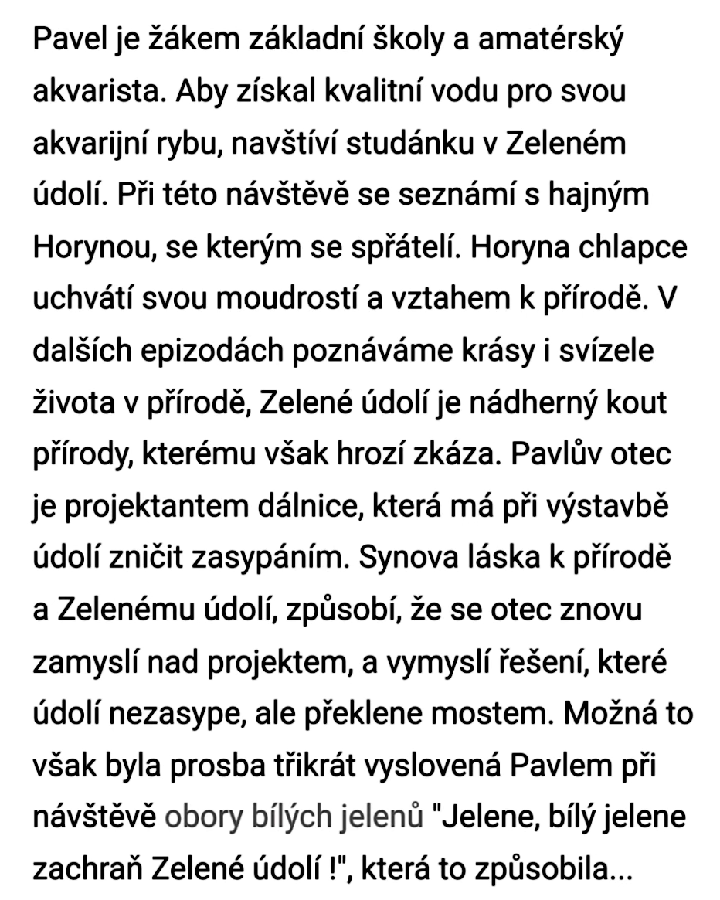 Pavel je žákem základní školy a amatérský
akvarista. Aby získal kvalitní vodu pro svou
akvarijní rybu, navštíví studánku v Zeleném
údolí. Při této návštěvě se seznámí s hajným
Horynou, se kterým se spřátelí. Horyna chlapce
uchvátí svou moudrostí a vztahem k přírodě. V
dalších epizodách poznáváme krásy i svízele
života v přírodě, Zelené údolí je nádherný kout
přírody, kterému však hrozí zkáza. Pavlův otec
je projektantem dálnice, která má při výstavbě
údolí zničit zasypáním. Synova láska k přírodě
a Zelenému údolí, způsobí, že se otec znovu
zamyslí nad projektem, a vymyslí řešení, které
údolí nezasype, ale překlene mostem. Možná to
však byla prosba třikrát vyslovená Pavlem při
návštěvě obory bílých jelenů "Jelene, bílý jelene
zachraň Zelené údolí !", která to způsobila...